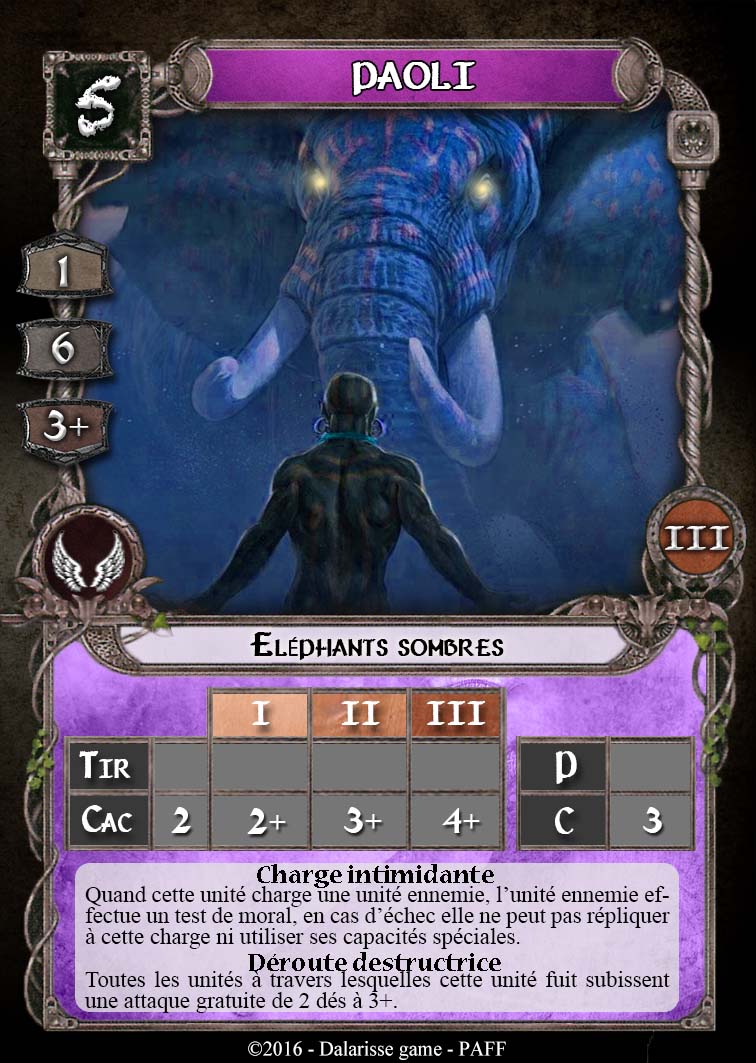 PAOLI
S
1
6
3+
III
Eléphants sombres
I II III
Tir P
Cac 2 2+ 3+ 4+ C 3
Charge intimidante
Quand cette unité charge une unité ennemie, l'unité ennemie ef-
fectue un test de moral, en cas d'échec elle ne peut pas répliquer
à cette charge ni utiliser ses capacités spéciales.
Déroute destructrice
Toutes les unités à travers lesquelles cette unité fuit subissent
une attaque gratuite de 2 dés à 3+.
©2016 - Dalarisse game - PAFF